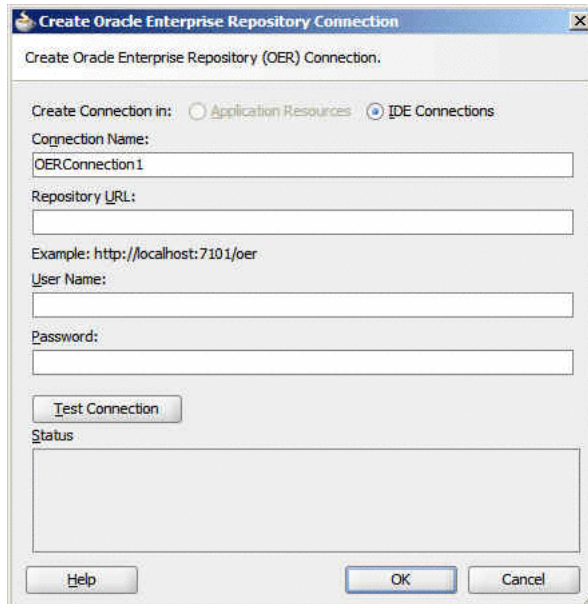 Create Oracle Enterprise Repository Connection
Create Oracle Enterprise Repository (OER) Connection.
Create Connection in: Application Resources IDE Connections
Connection Name:
OERConnection1
Repository URL:
Example: http://localhost:7101/oer
User Name:
Password:
Test Connection
Status
Help OK Cancel